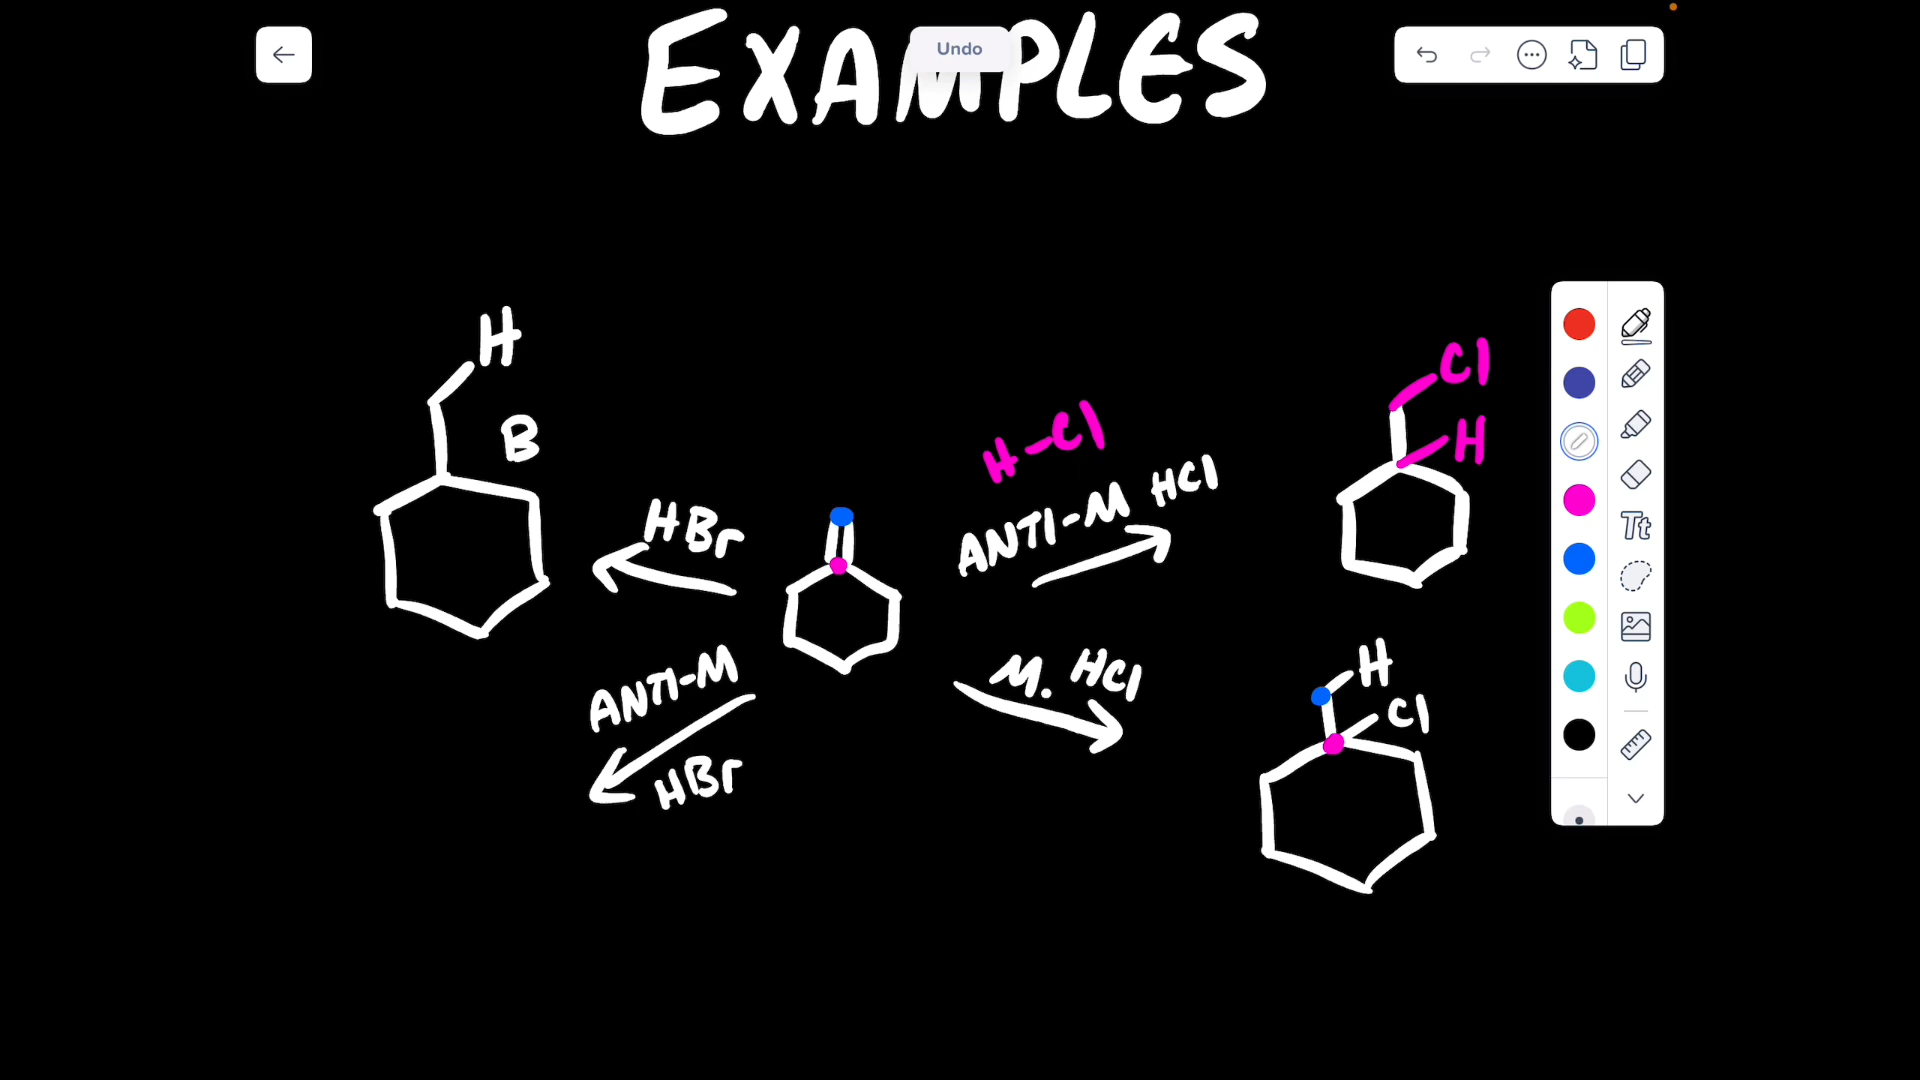 EXAMPLES
Undo
H
B
HBr
ANTI-M
HBr
H-Cl
ANTI-M HCl
M. HCl
Cl
H
H
Cl
Tt